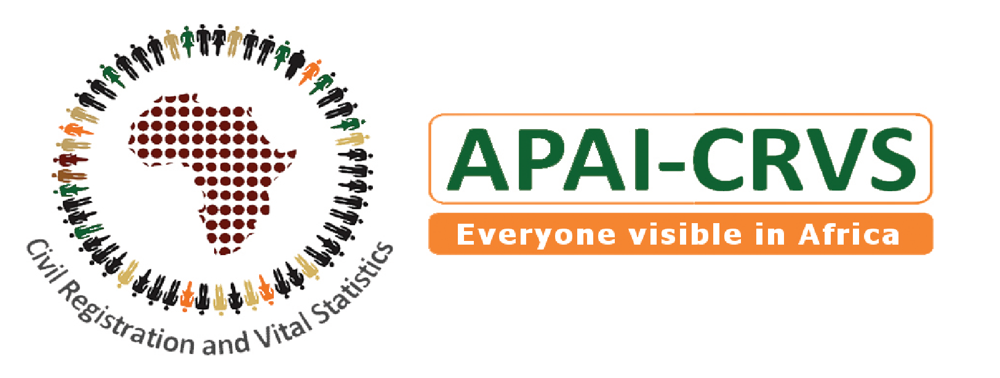 Civil Registration and Vital Statistics
APAI-CRVS
Everyone visible in Africa